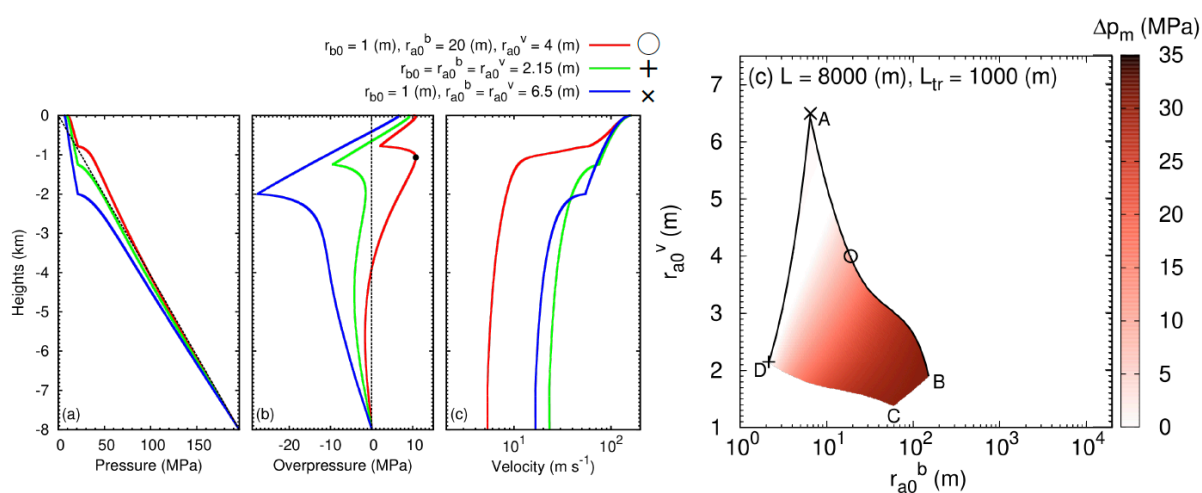 r_b0 = 1 (m), r_a0^b = 20 (m), r_a0^v = 4 (m)
r_b0 = r_a0^b = r_a0^v = 2.15 (m)
r_b0 = 1 (m), r_a0^b = r_a0^v = 6.5 (m)
0
-1
-2
-3
-4
-5
-6
-7
-8
Heights (km)
(a)
0 50 100 150
Pressure (MPa)
(b)
-20 -10 0 10
Overpressure (MPa)
(c)
10^1 10^2
Velocity (m s^-1)
Δp_m (MPa)
(c) L = 8000 (m), L_tr = 1000 (m)
7
6
5
4
3
2
1
r_a0^v (m)
A
B
C
D
10^0 10^1 10^2 10^3 10^4
r_a0^b (m)
35
30
25
20
15
10
5
0